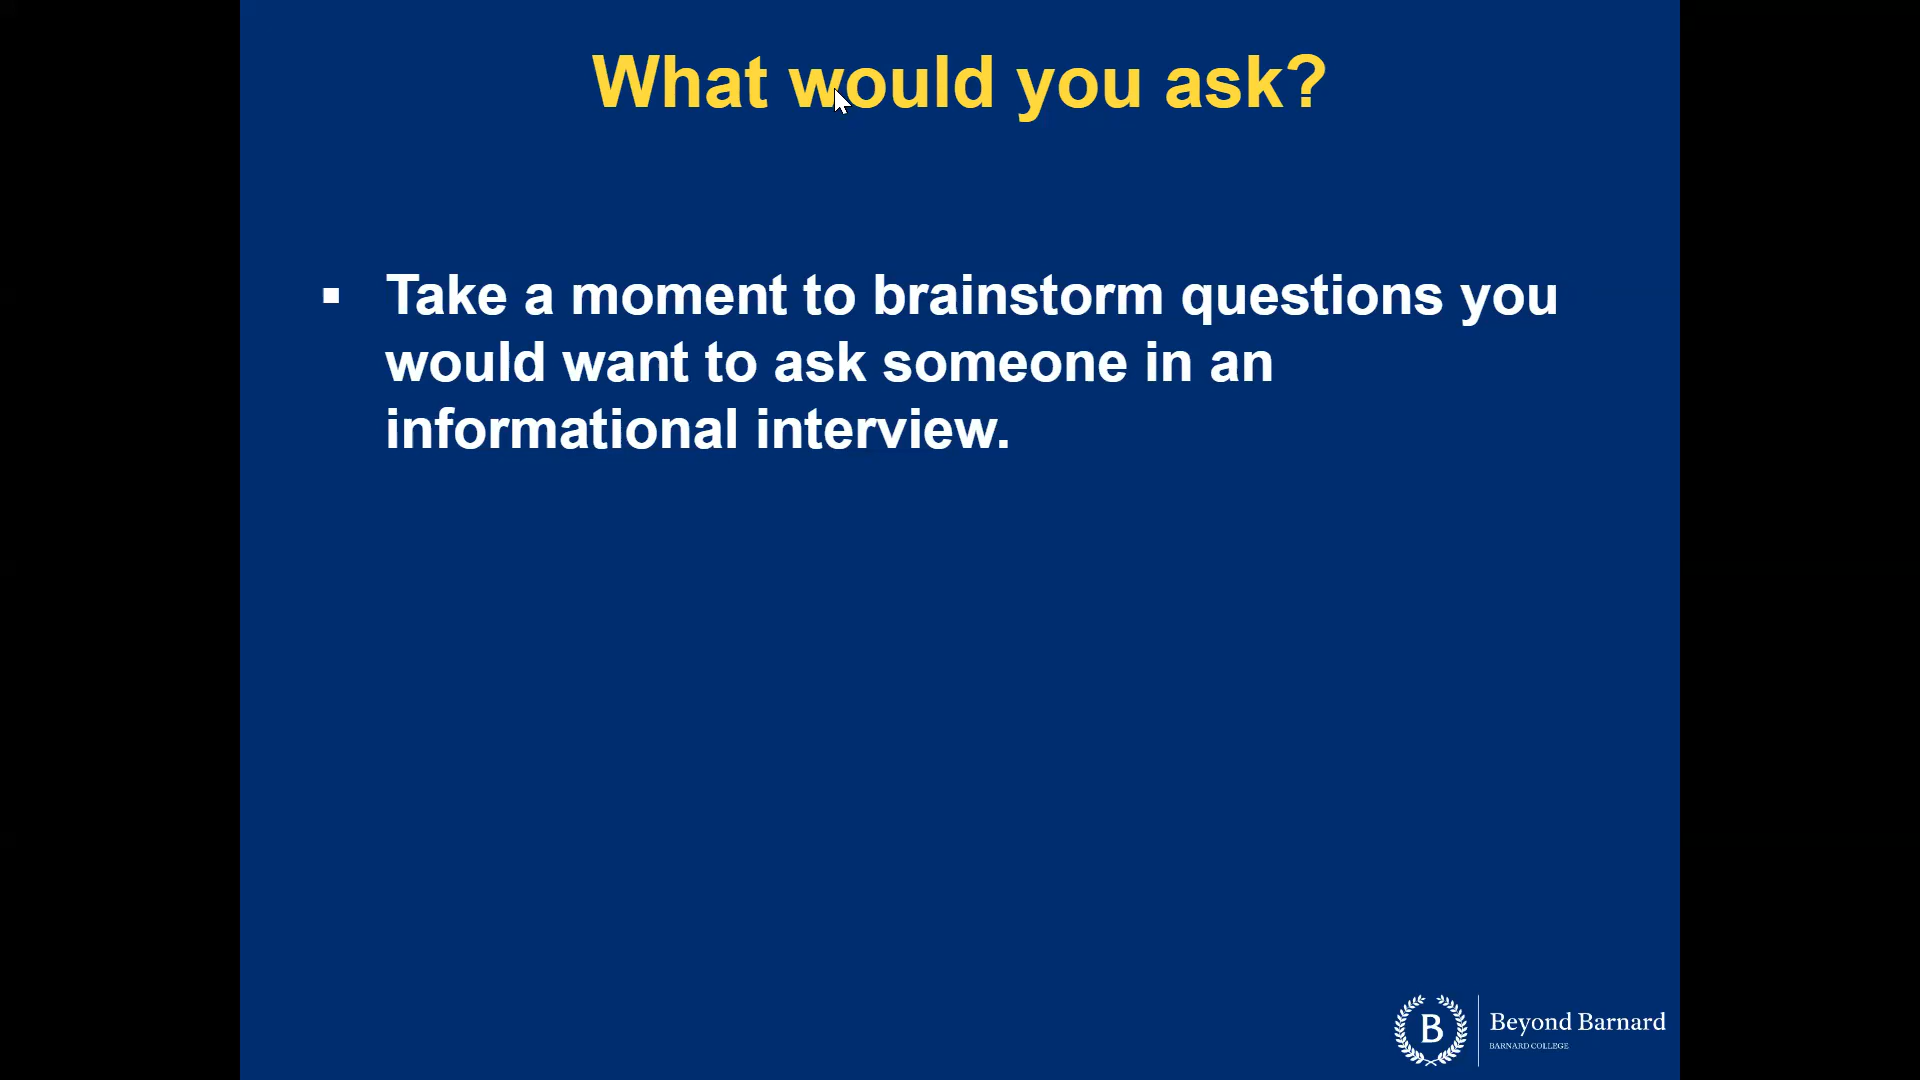 What would you ask?
▪ Take a moment to brainstorm questions you
would want to ask someone in an
informational interview.
B
Beyond Barnard
BARNARD COLLEGE